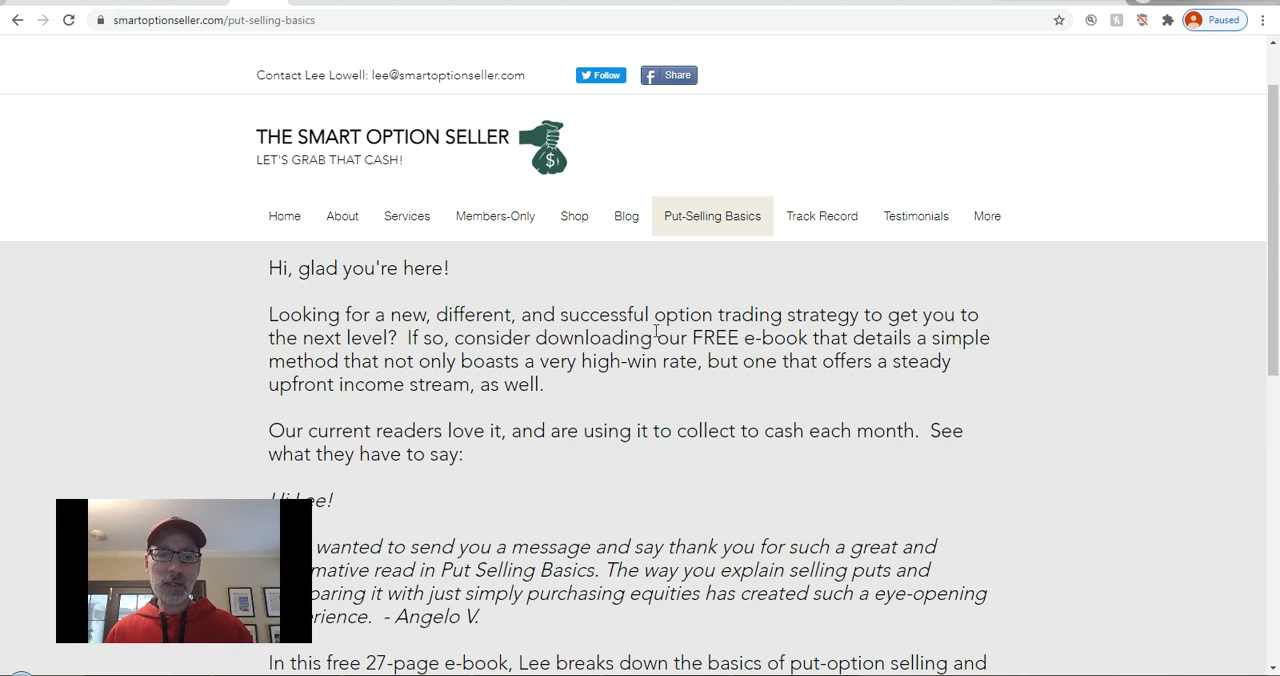 smartoptionseller.com/put-selling-basics
Paused
Contact Lee Lowell: lee@smartoptionseller.com
Follow
f Share
THE SMART OPTION SELLER
$
LET'S GRAB THAT CASH!
Home About Services Members-Only Shop Blog Put-Selling Basics Track Record Testimonials More
Hi, glad you're here!
Looking for a new, different, and successful option trading strategy to get you to
the next level? If so, consider downloading our FREE e-book that details a simple
method that not only boasts a very high-win rate, but one that offers a steady
upfront income stream, as well.
Our current readers love it, and are using it to collect to cash each month. See
what they have to say:
Hi Lee!
wanted to send you a message and say thank you for such a great and
mative read in Put Selling Basics. The way you explain selling puts and
paring it with just simply purchasing equities has created such a eye-opening
erience. - Angelo V.
In this free 27-page e-book, Lee breaks down the basics of put-option selling and